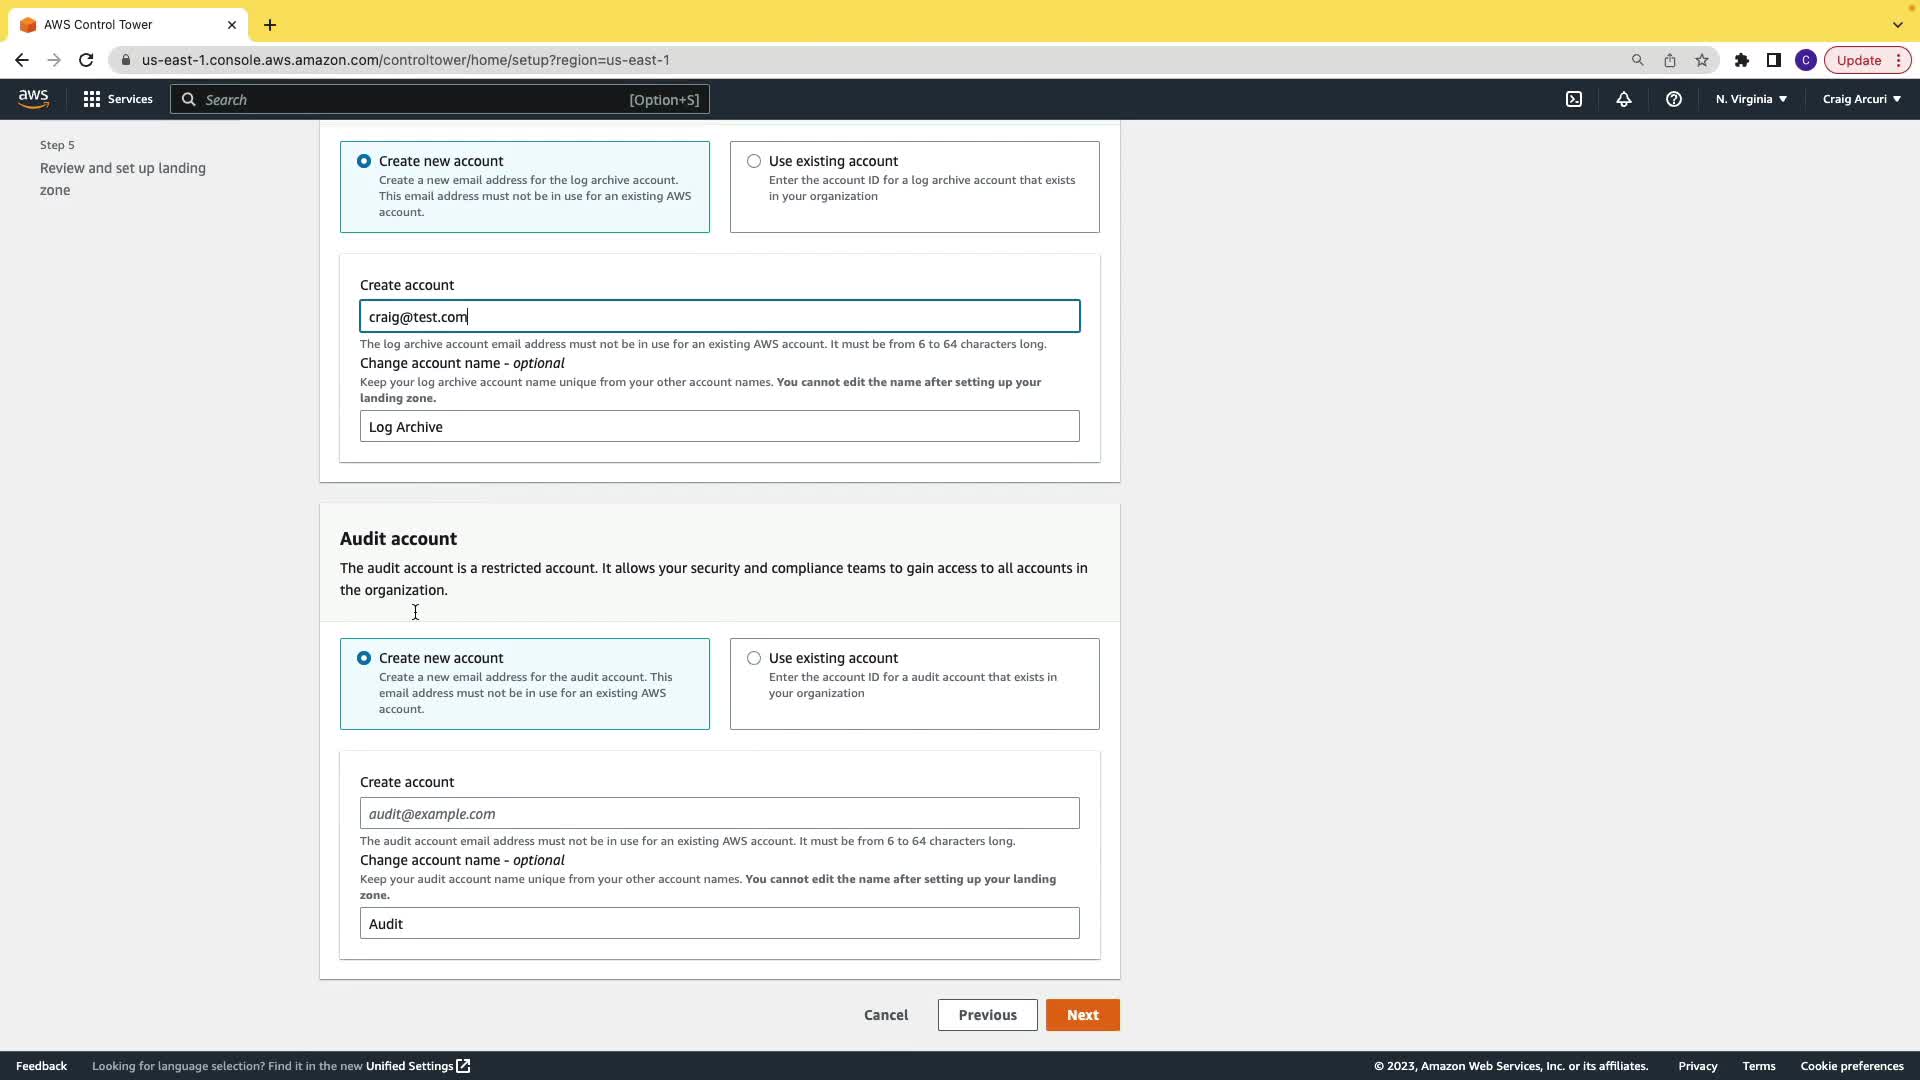 AWS Control Tower
us-east-1.console.aws.amazon.com/controltower/home/setup?region=us-east-1
C
Update
aws
Services
Search
[Option+S]
N. Virginia
Craig Arcuri
Step 5
Review and set up landing
zone
Create new account
Create a new email address for the log archive account.
This email address must not be in use for an existing AWS
account.
Use existing account
Enter the account ID for a log archive account that exists
in your organization
Create account
craig@test.com
The log archive account email address must not be in use for an existing AWS account. It must be from 6 to 64 characters long.
Change account name - optional
Keep your log archive account name unique from your other account names. You cannot edit the name after setting up your
landing zone.
Log Archive
Audit account
The audit account is a restricted account. It allows your security and compliance teams to gain access to all accounts in
the organization.
Create new account
Create a new email address for the audit account. This
email address must not be in use for an existing AWS
account.
Use existing account
Enter the account ID for a audit account that exists in
your organization
Create account
audit@example.com
The audit account email address must not be in use for an existing AWS account. It must be from 6 to 64 characters long.
Change account name - optional
Keep your audit account name unique from your other account names. You cannot edit the name after setting up your landing
zone.
Audit
Cancel
Previous
Next
Feedback
Looking for language selection? Find it in the new Unified Settings
© 2023, Amazon Web Services, Inc. or its affiliates.
Privacy
Terms
Cookie preferences